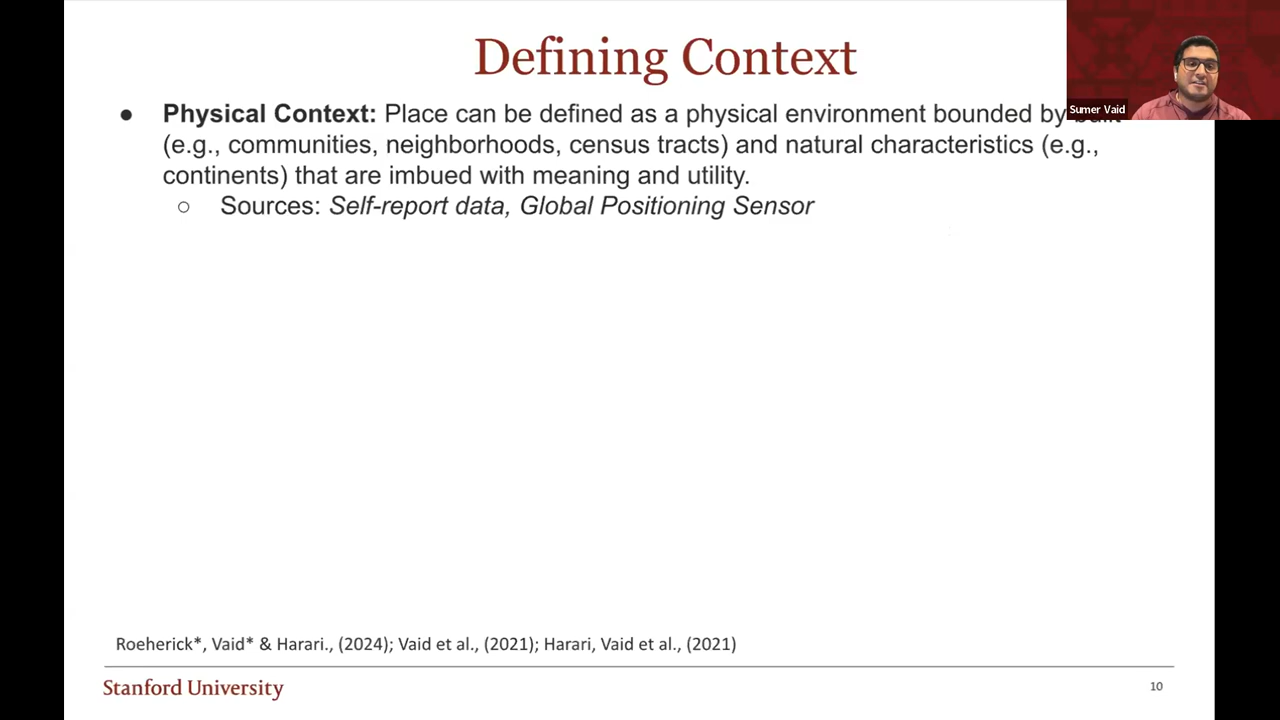 Defining Context
Sumer Vaid
● Physical Context: Place can be defined as a physical environment bounded by
(e.g., communities, neighborhoods, census tracts) and natural characteristics (e.g.,
continents) that are imbued with meaning and utility.
○ Sources: Self-report data, Global Positioning Sensor
Roeherick*, Vaid* & Harari., (2024); Vaid et al., (2021); Harari, Vaid et al., (2021)
Stanford University
10